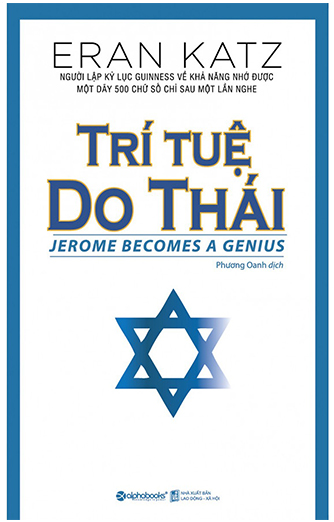 ERAN KATZ
NGƯỜI LẬP KỶ LỤC GUINNESS VỀ KHẢ NĂNG NHỚ ĐƯỢC
MỘT DÃY 500 CHỮ SỐ CHỈ SAU MỘT LẦN NGHE
TRÍ TUỆ
DO THÁI
JEROME BECOMES A GENIUS
Phương Oanh dịch
alphabooks
NHÀ XUẤT BẢN
LAO ĐỘNG - XÃ HỘI